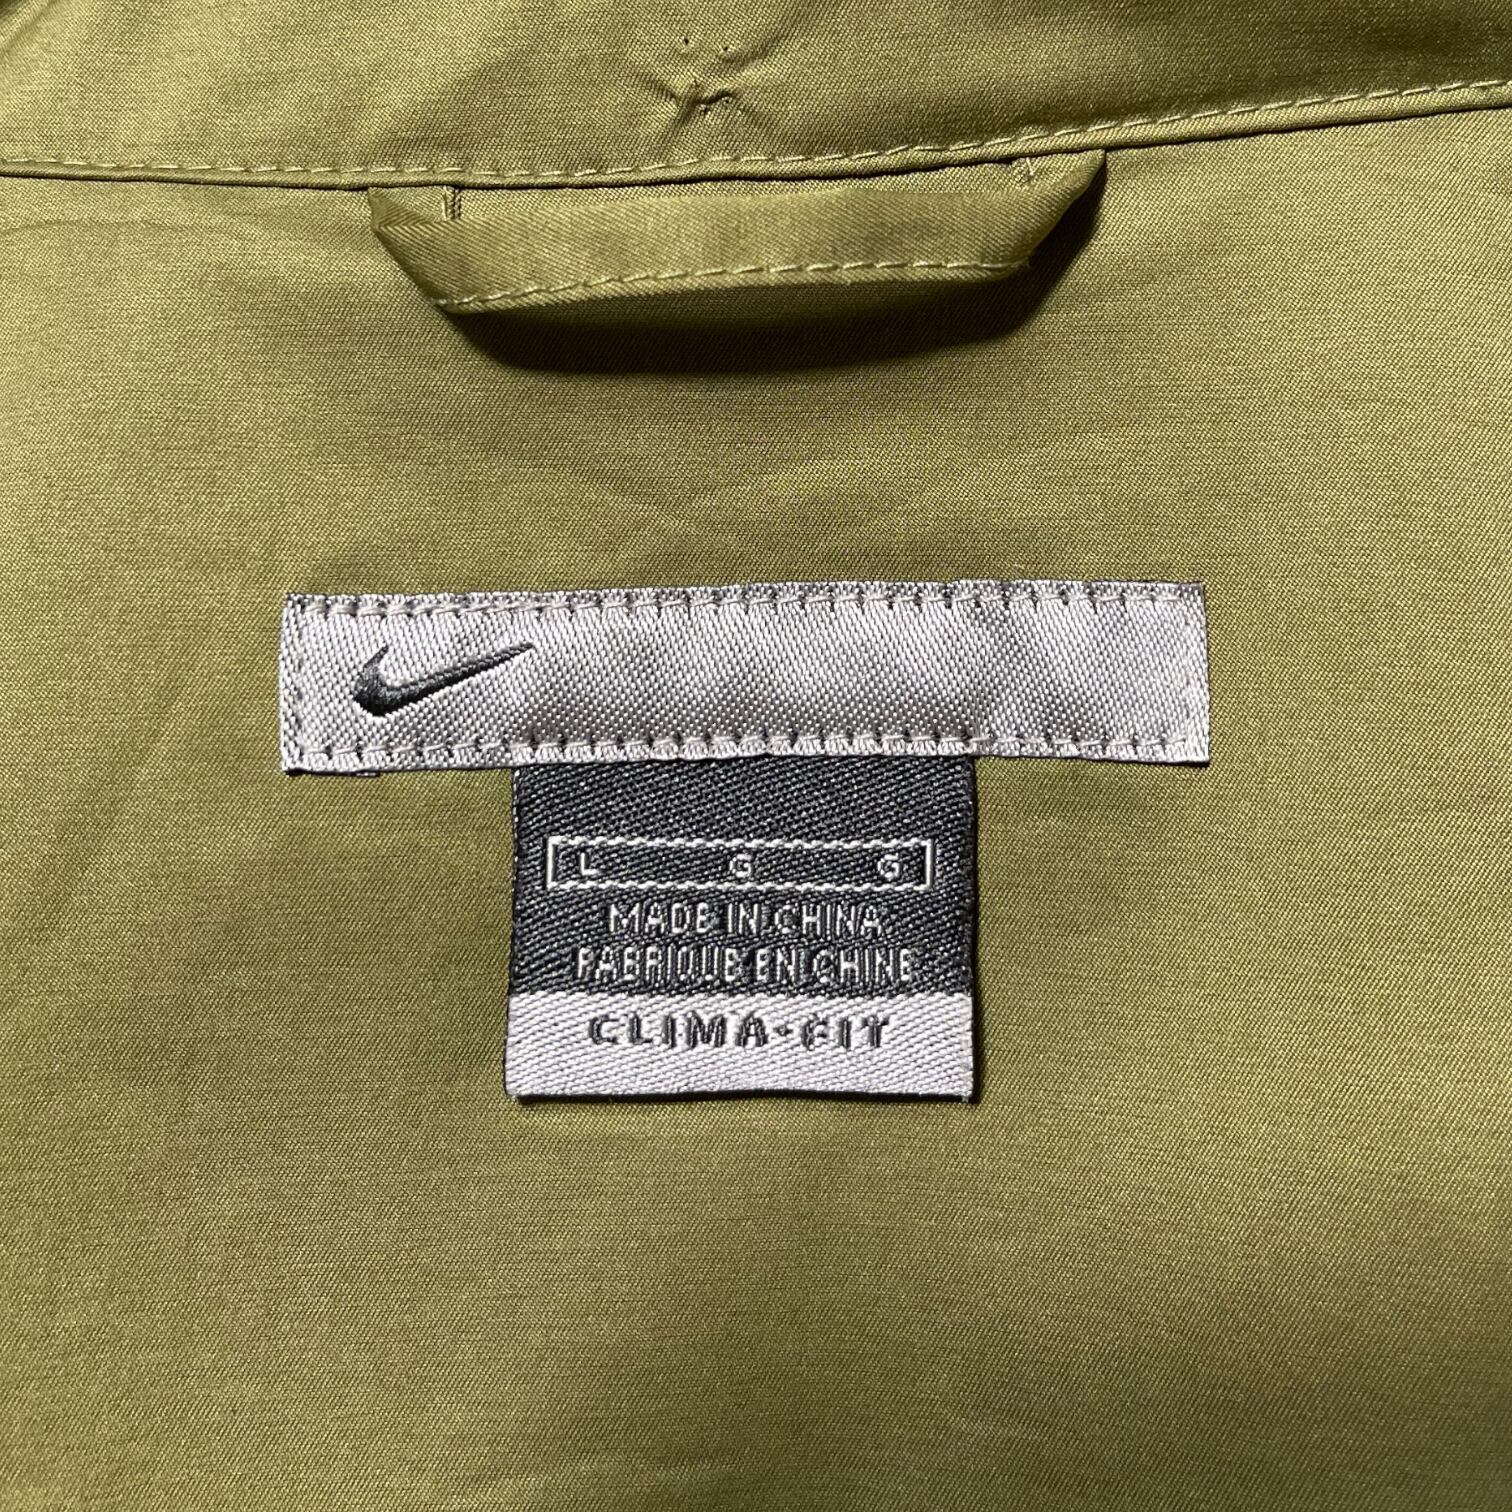 L G G
MADE IN CHINA
FABRIQUE EN CHINE
CLIMA-FIT